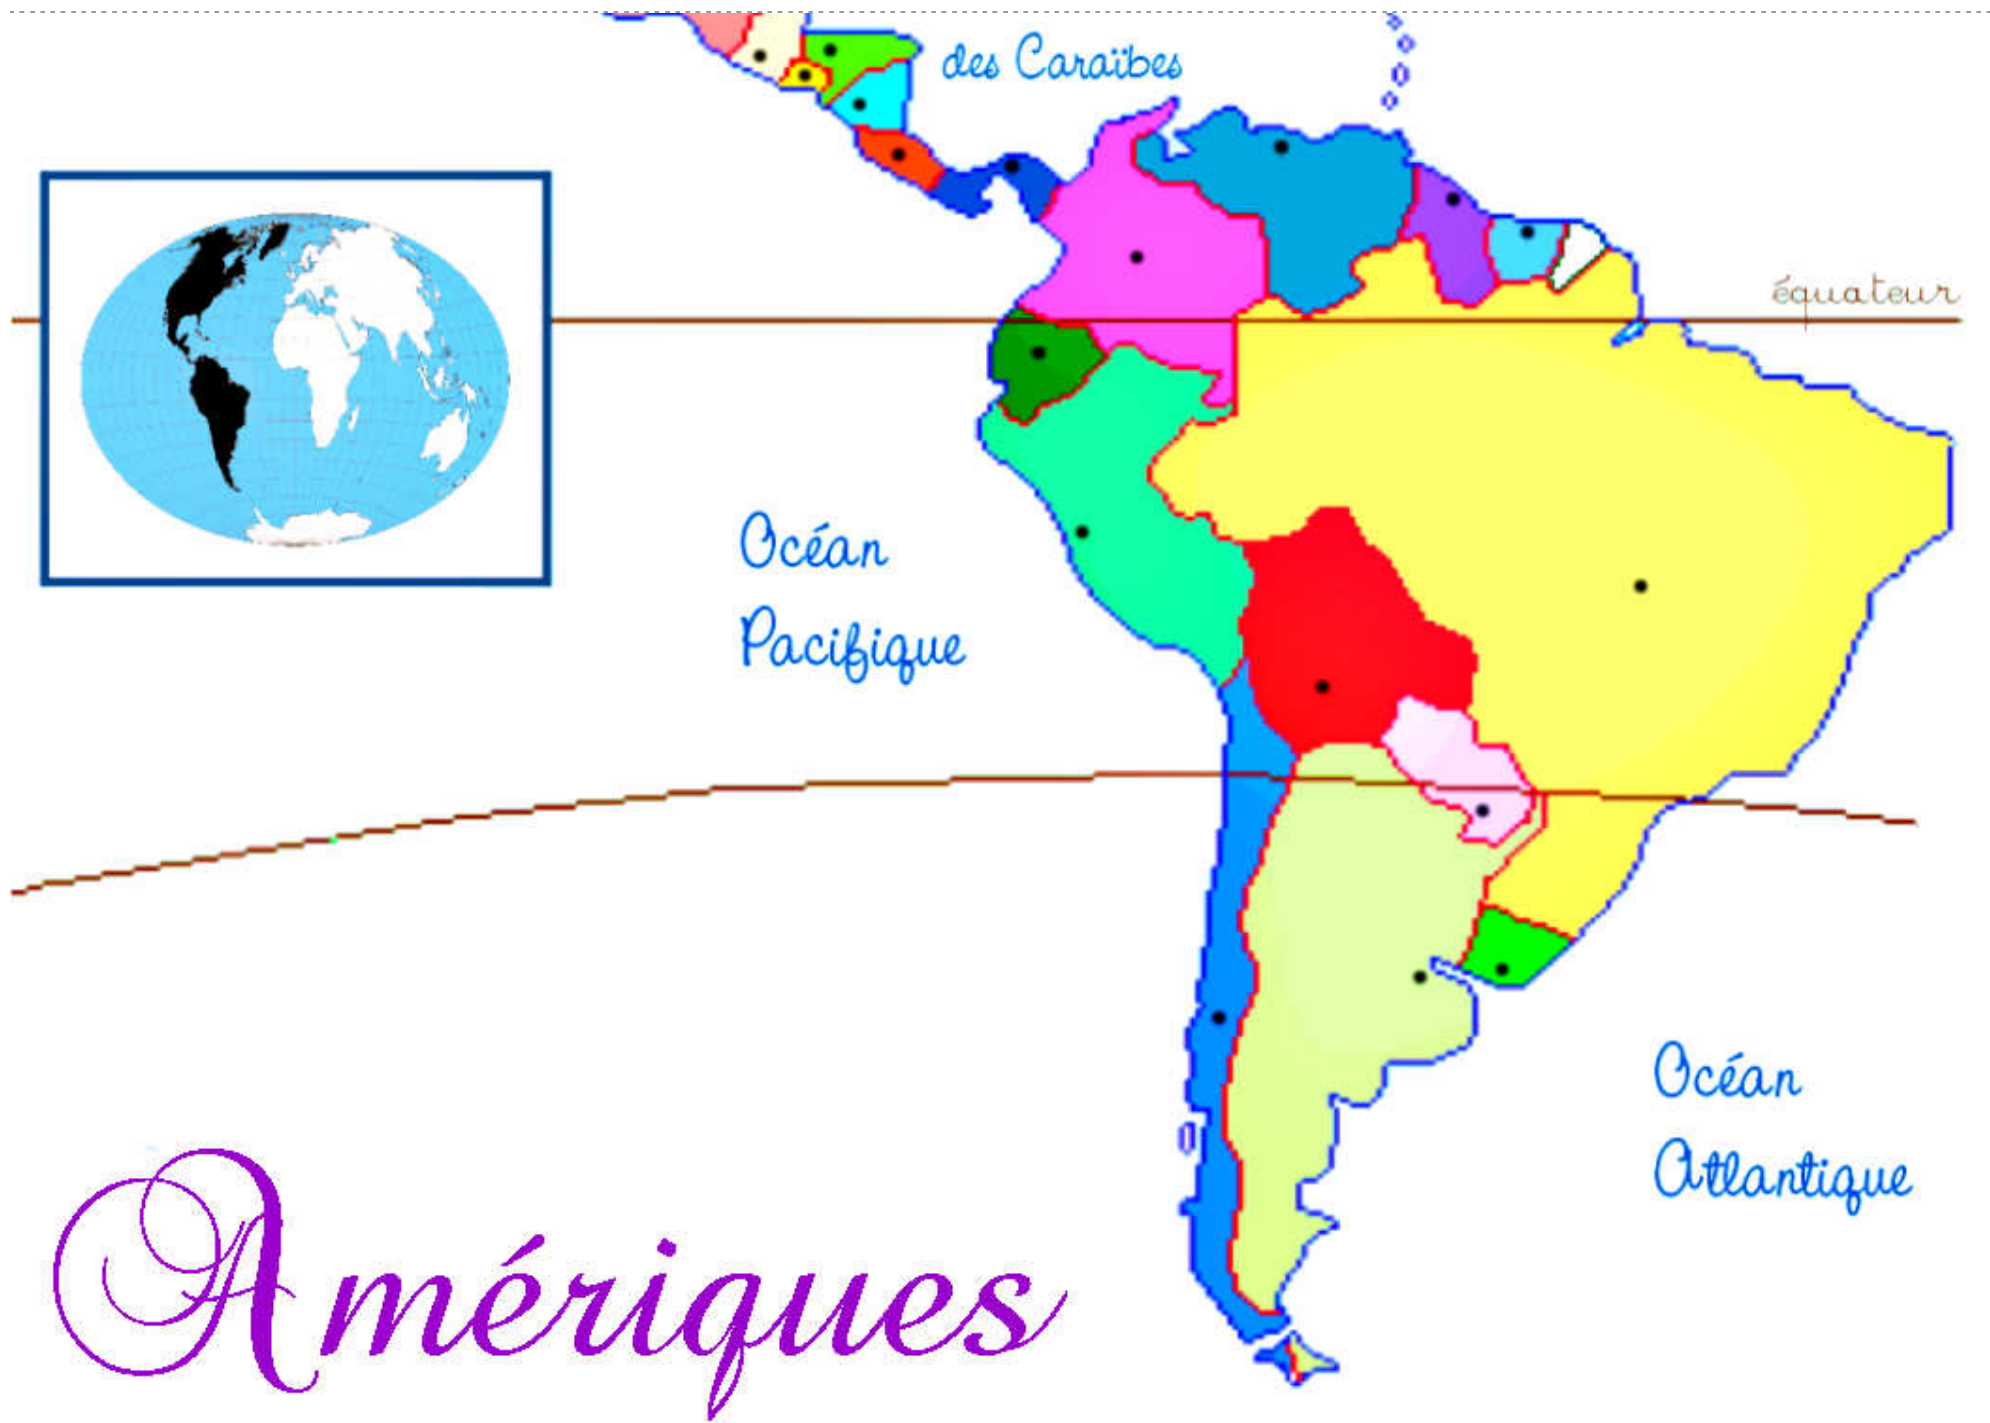 des Caraïbes
équateur
Océan
Pacifique
Océan
Atlantique
Amériques